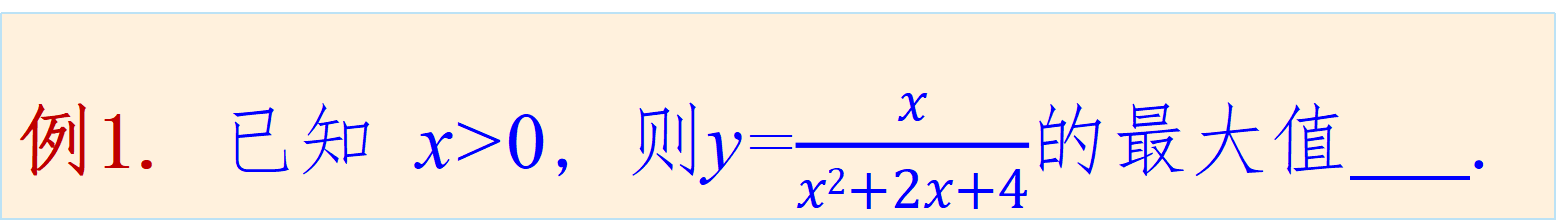 例1. 已知 x>0，则y=x/(x²+2x+4)的最大值____.